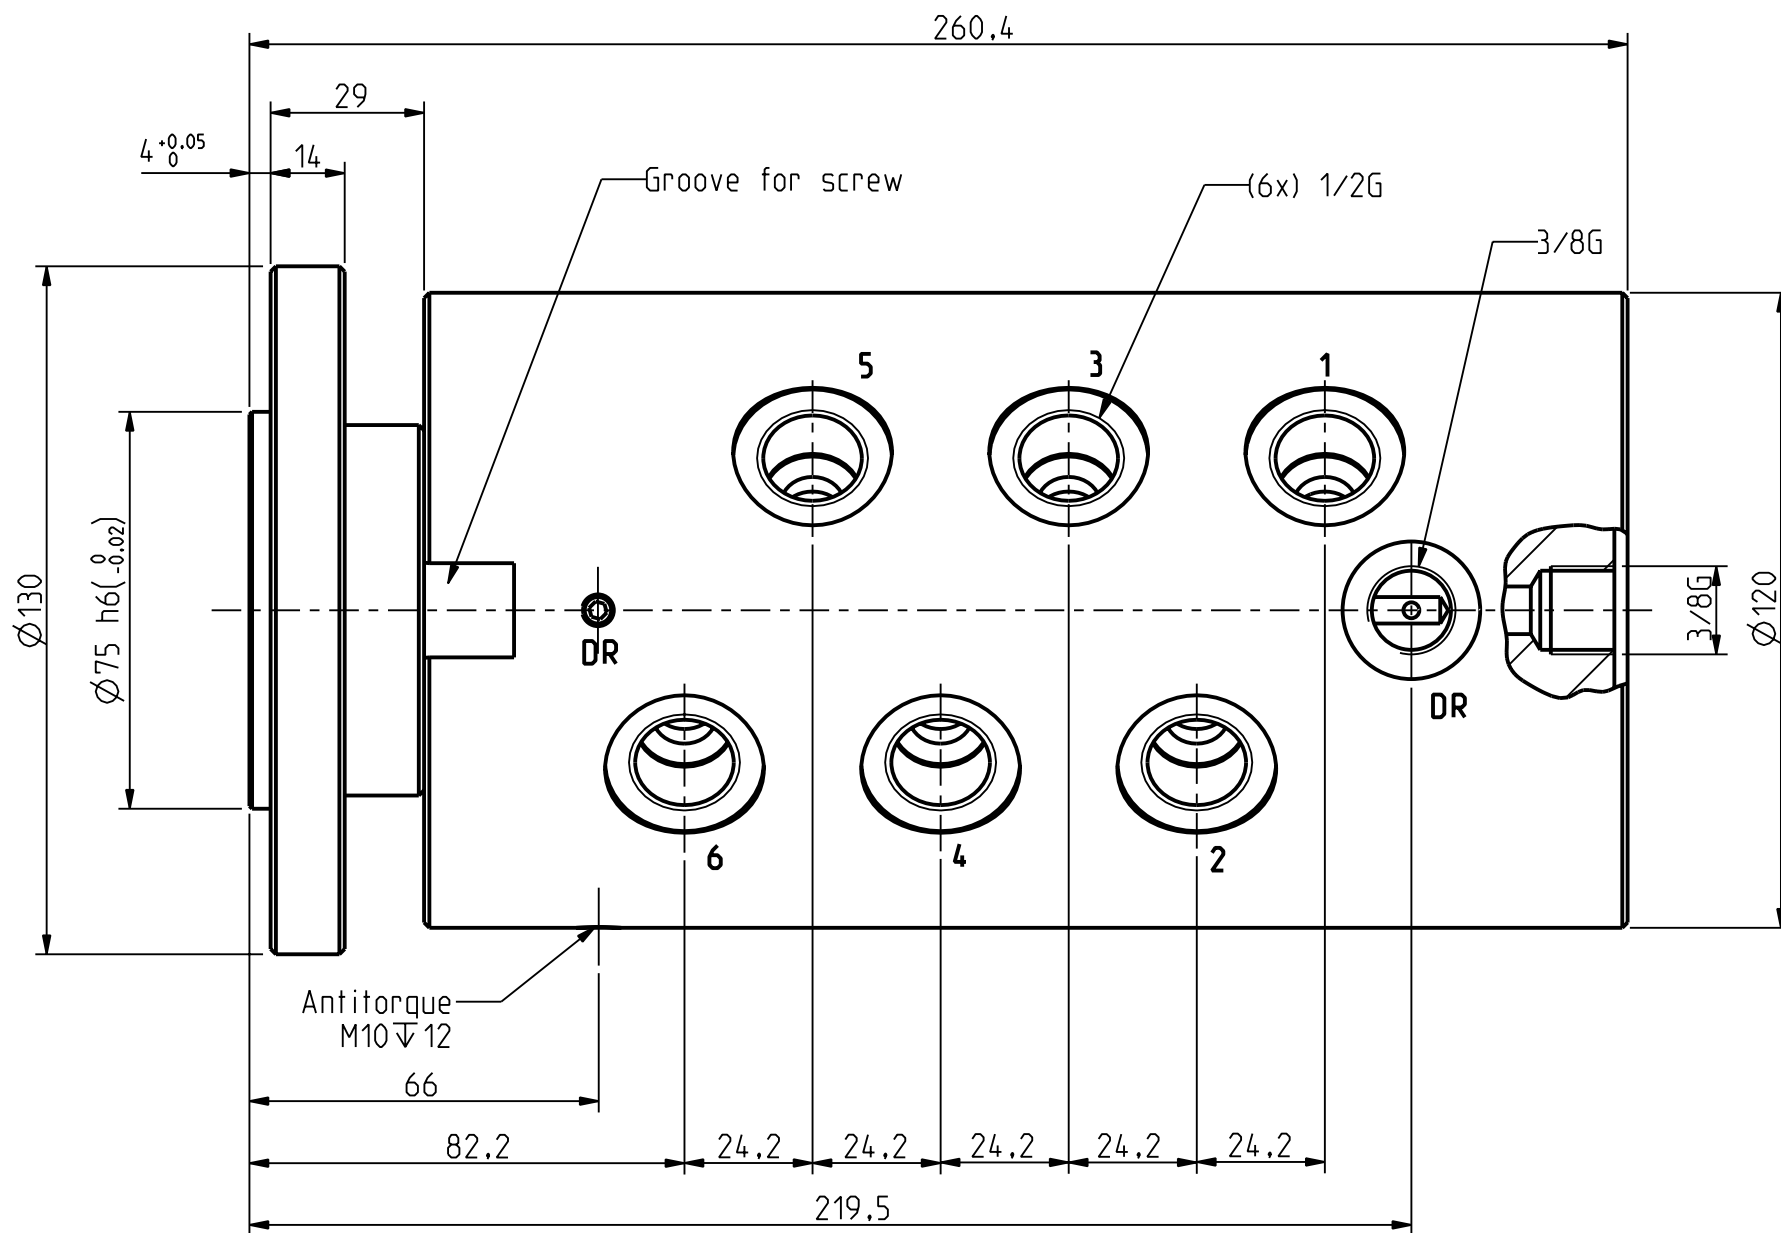 260.4
29
4 +0.05 0
14
Groove for screw
(6x) 1/2G
3/8G
5
3
1
Ø130
Ø75 h6( 0 -0.02)
DR
3/8G
Ø120
DR
6
4
2
Antitorque
M10↧12
66
82.2
24.2
24.2
24.2
24.2
24.2
219.5